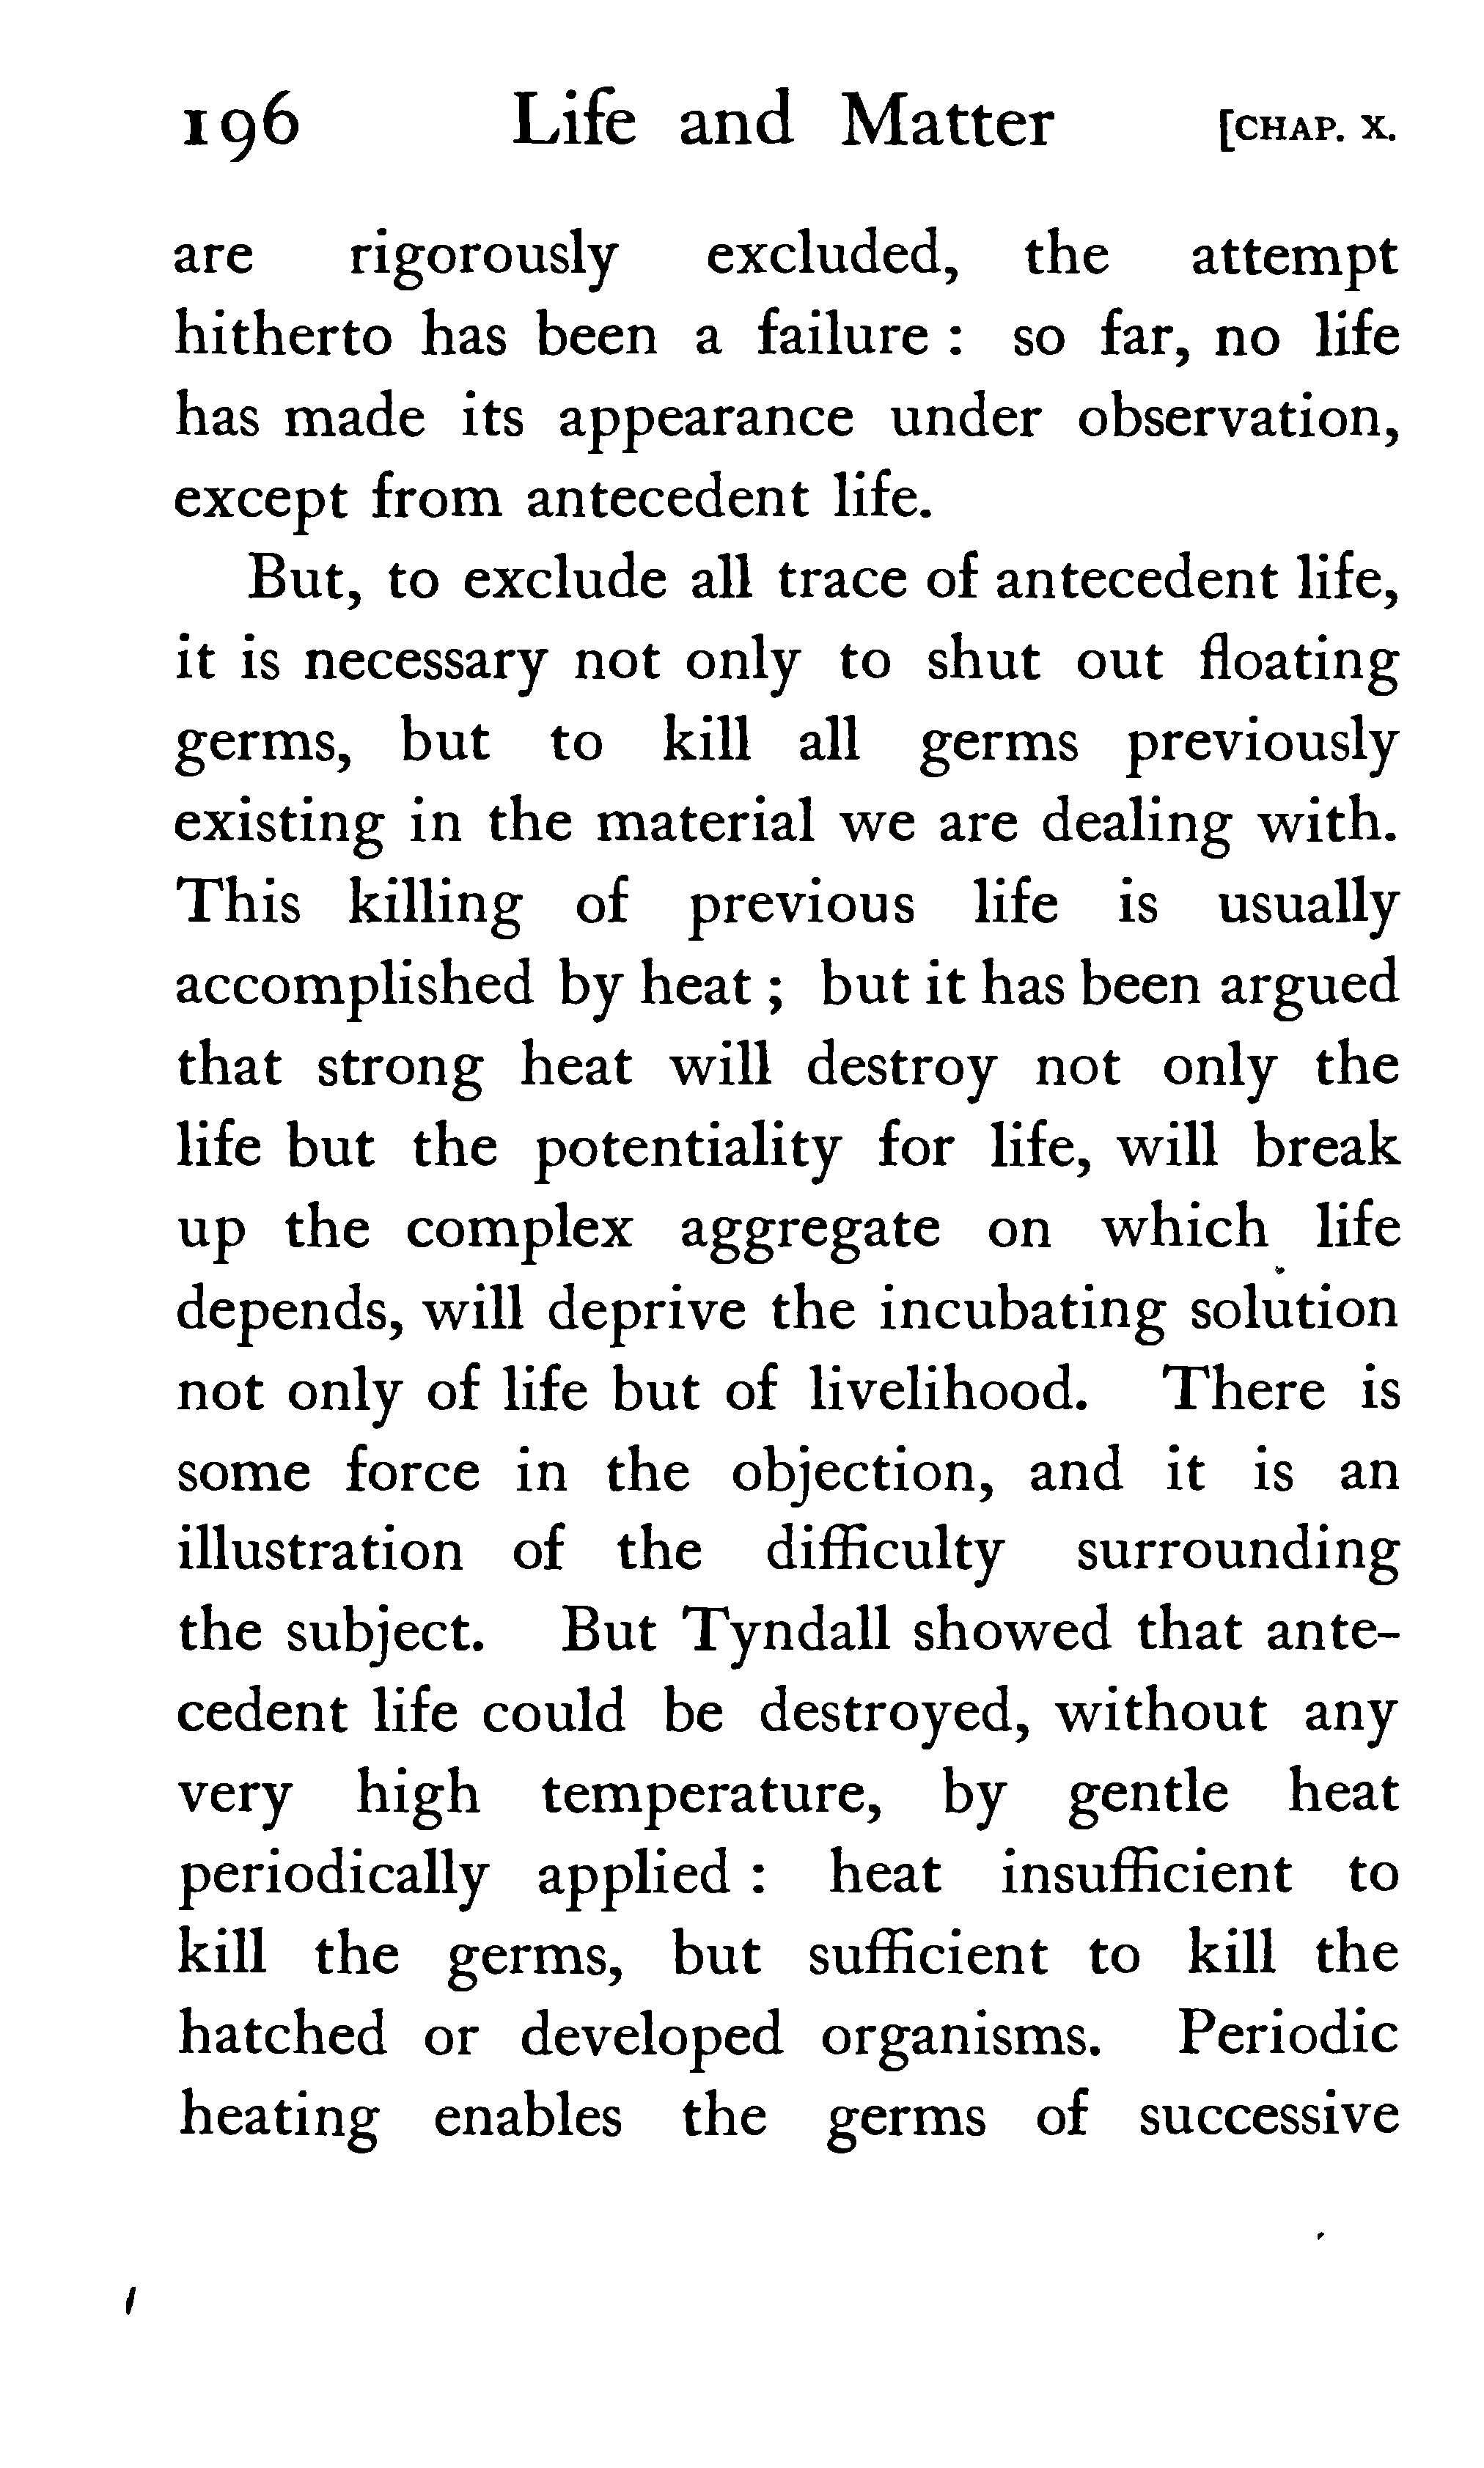 196 Life and Matter [CHAP. X.
are rigorously excluded, the attempt
hitherto has been a failure : so far, no life
has made its appearance under observation,
except from antecedent life.
But, to exclude all trace of antecedent life,
it is necessary not only to shut out floating
germs, but to kill all germs previously
existing in the material we are dealing with.
This killing of previous life is usually
accomplished by heat ; but it has been argued
that strong heat will destroy not only the
life but the potentiality for life, will break
up the complex aggregate on which life
depends, will deprive the incubating solution
not only of life but of livelihood. There is
some force in the objection, and it is an
illustration of the difficulty surrounding
the subject. But Tyndall showed that ante-
cedent life could be destroyed, without any
very high temperature, by gentle heat
periodically applied : heat insufficient to
kill the germs, but sufficient to kill the
hatched or developed organisms. Periodic
heating enables the germs of successive